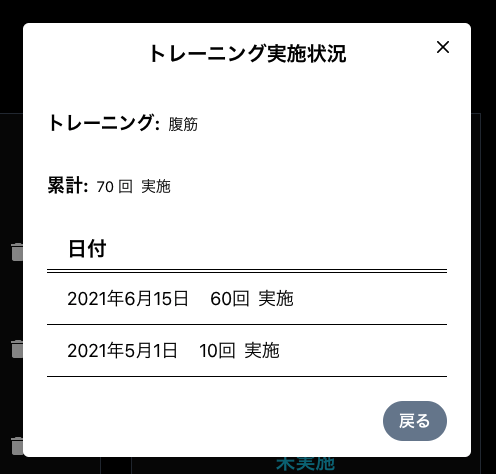 トレーニング実施状況
トレーニング: 腹筋
累計: 70 回 実施
日付
2021年6月15日 60回 実施
2021年5月1日 10回 実施
戻る
未実施